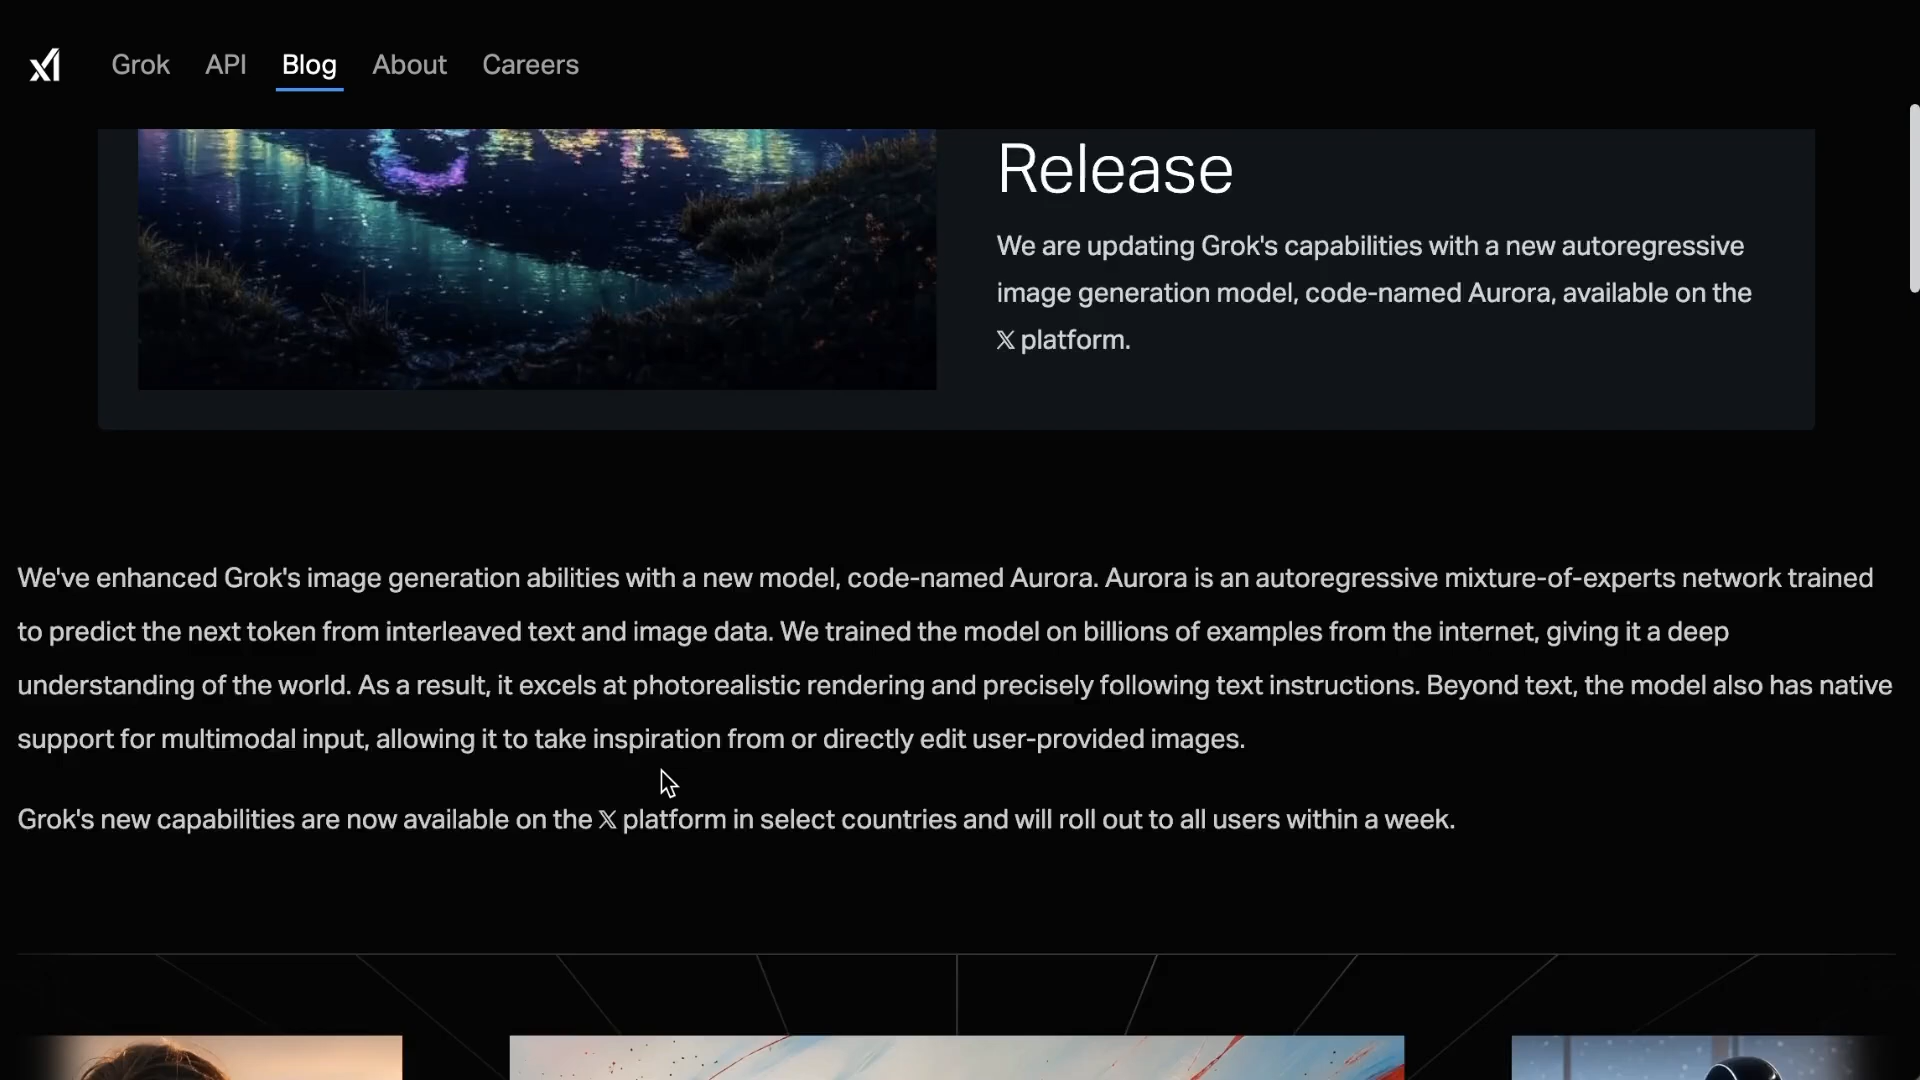 xI
Grok API Blog About Careers
Release
We are updating Grok's capabilities with a new autoregressive
image generation model, code-named Aurora, available on the
𝕏 platform.
We've enhanced Grok's image generation abilities with a new model, code-named Aurora. Aurora is an autoregressive mixture-of-experts network trained
to predict the next token from interleaved text and image data. We trained the model on billions of examples from the internet, giving it a deep
understanding of the world. As a result, it excels at photorealistic rendering and precisely following text instructions. Beyond text, the model also has native
support for multimodal input, allowing it to take inspiration from or directly edit user-provided images.
Grok's new capabilities are now available on the 𝕏 platform in select countries and will roll out to all users within a week.